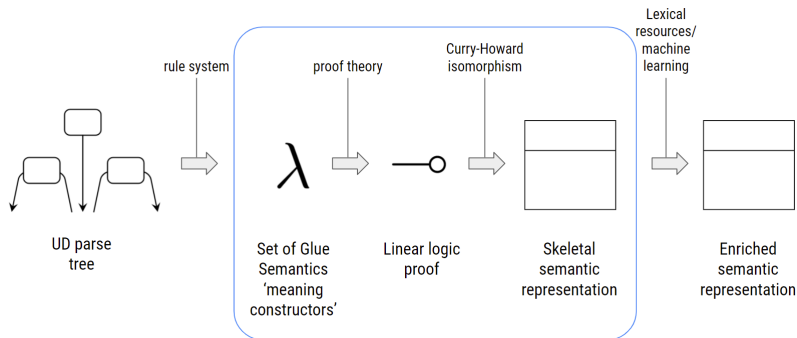 Lexical
resources/
machine
learning
Curry-Howard
isomorphism
rule system
proof theory
λ
UD parse
tree
Set of Glue
Semantics
‘meaning
constructors’
Linear logic
proof
Skeletal
semantic
representation
Enriched
semantic
representation